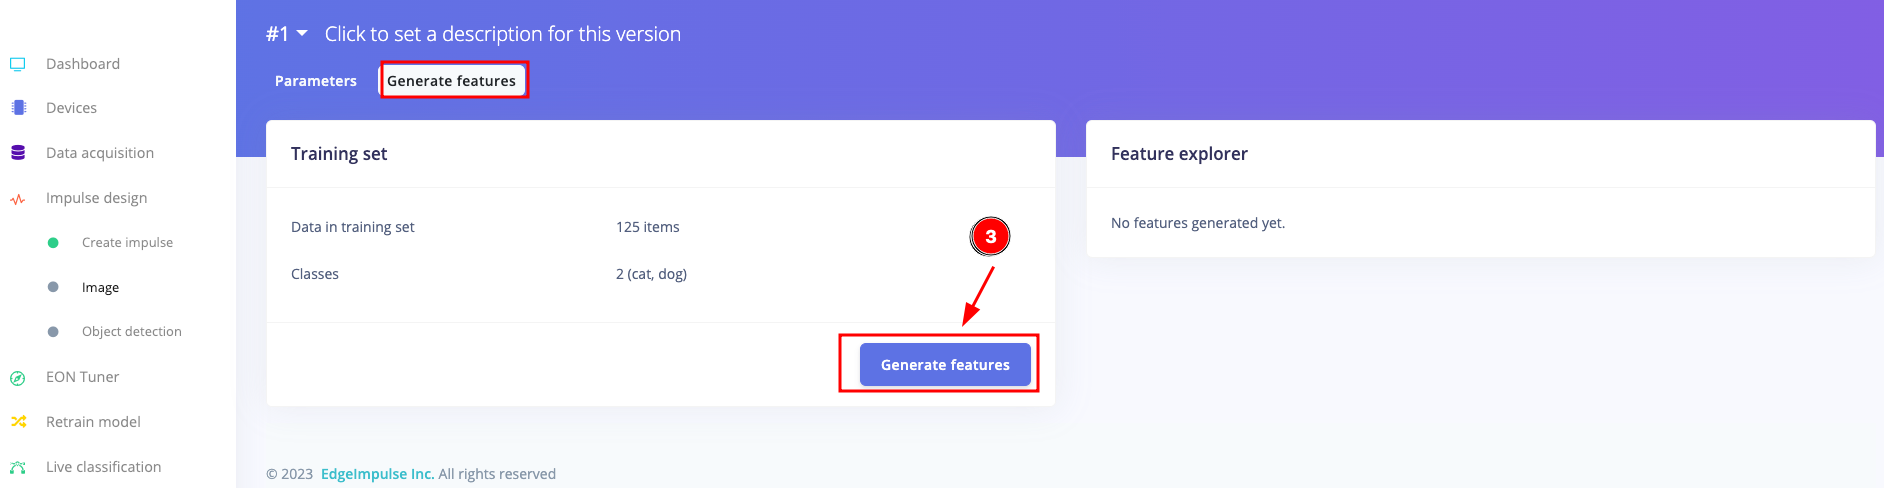 Dashboard
Devices
Data acquisition
Impulse design
Create impulse
Image
Object detection
EON Tuner
Retrain model
Live classification
#1 Click to set a description for this version
Parameters Generate features
Training set
Data in training set 125 items
Classes 2 (cat, dog)
3
Generate features
Feature explorer
No features generated yet.
© 2023 EdgeImpulse Inc. All rights reserved